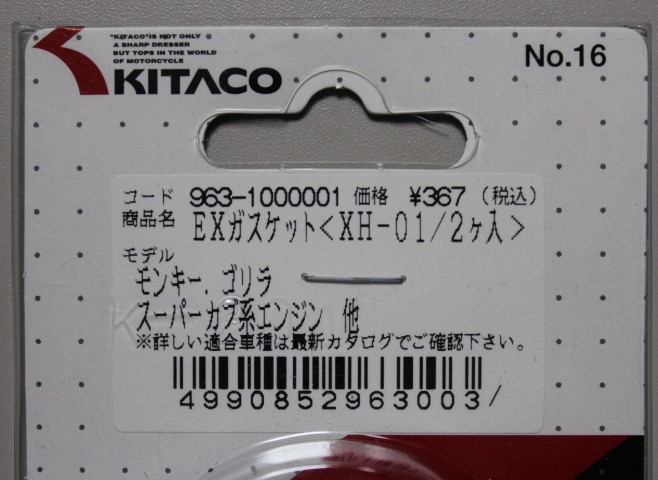 "KITACO" IS NOT ONLY
A SHARP DRESSER
BUT TOPS IN THE WORLD
OF MOTORCYCLE
KITACO
No.16
コード 963-1000001 価格 ¥367 (税込)
商品名 EXガスケット<XH-01/2ヶ入>
モデル
モンキー.ゴリラ
スーパーカブ系エンジン 他
※詳しい適合車種は最新カタログでご確認下さい。
4990852963003/